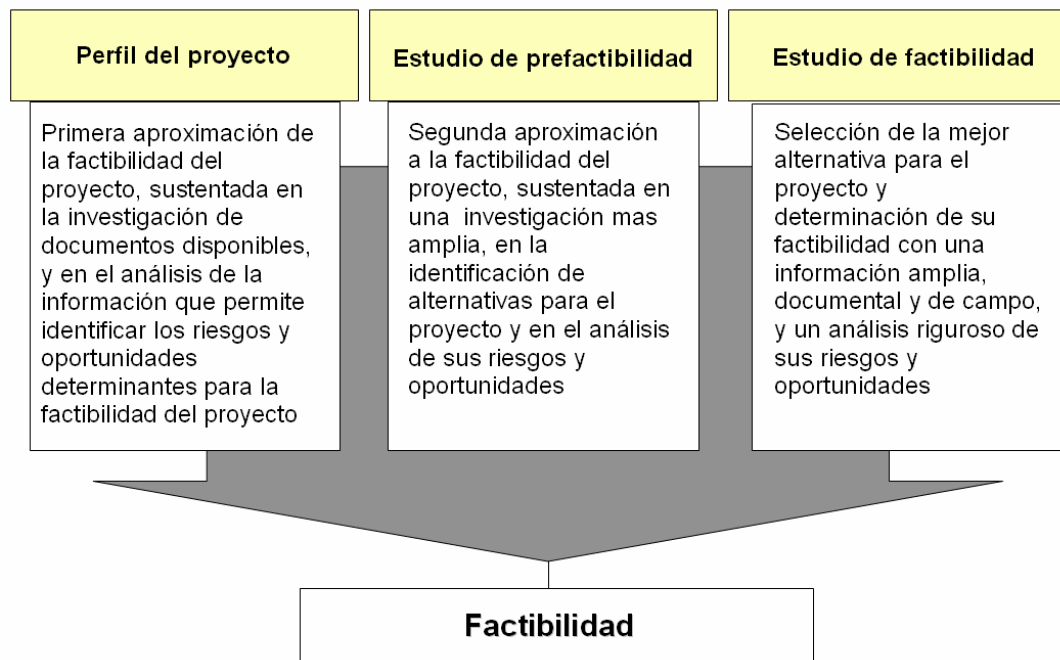 Perfil del proyecto
Primera aproximación de
la factibilidad del
proyecto, sustentada en
la investigación de
documentos disponibles,
y en el análisis de la
información que permite
identificar los riesgos y
oportunidades
determinantes para la
factibilidad del proyecto
Estudio de prefactibilidad
Segunda aproximación
a la factibilidad del
proyecto, sustentada en
una investigación mas
amplia, en la
identificación de
alternativas para el
proyecto y en el análisis
de sus riesgos y
oportunidades
Estudio de factibilidad
Selección de la mejor
alternativa para el
proyecto y
determinación de su
factibilidad con una
información amplia,
documental y de campo,
y un análisis riguroso de
sus riesgos y
oportunidades
Factibilidad